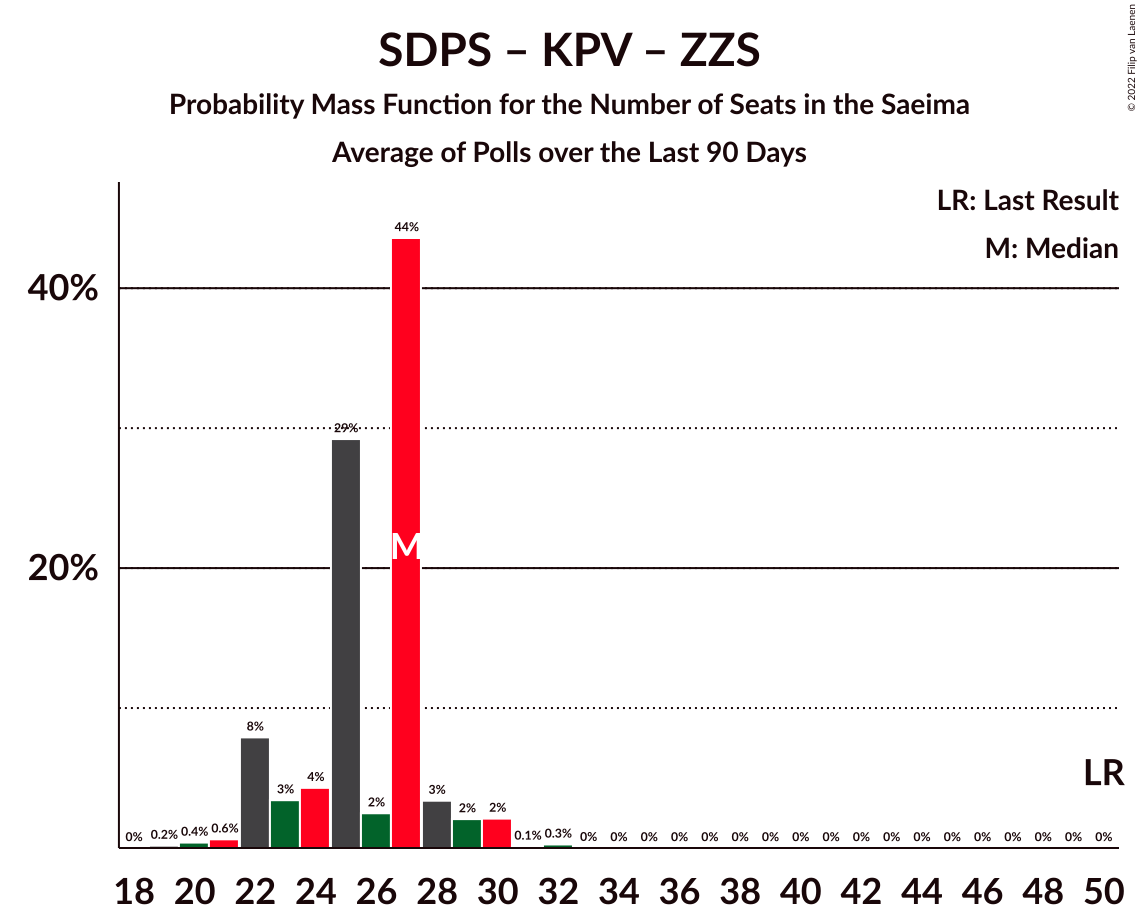 SDPS – KPV – ZZS
Probability Mass Function for the Number of Seats in the Saeima
Average of Polls over the Last 90 Days
© 2022 Filip van Laenen
LR: Last Result
M: Median
40%
20%
0% 0.2% 0.4% 0.6% 8% 3% 4% 29% 2% 44% 3% 2% 2% 0.1% 0.3% 0% 0% 0% 0% 0% 0% 0% 0% 0% 0% 0% 0% 0% 0% 0% 0% 0% 0%
M
LR
18 20 22 24 26 28 30 32 34 36 38 40 42 44 46 48 50